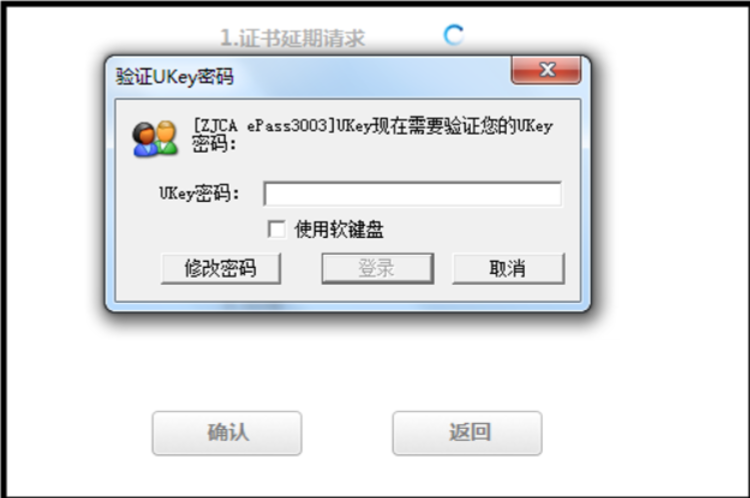 1.证书延期请求
验证UKey密码
[ZJCA ePass3003]UKey现在需要验证您的UKey
密码:
UKey密码:
使用软键盘
修改密码 登录 取消
确认 返回